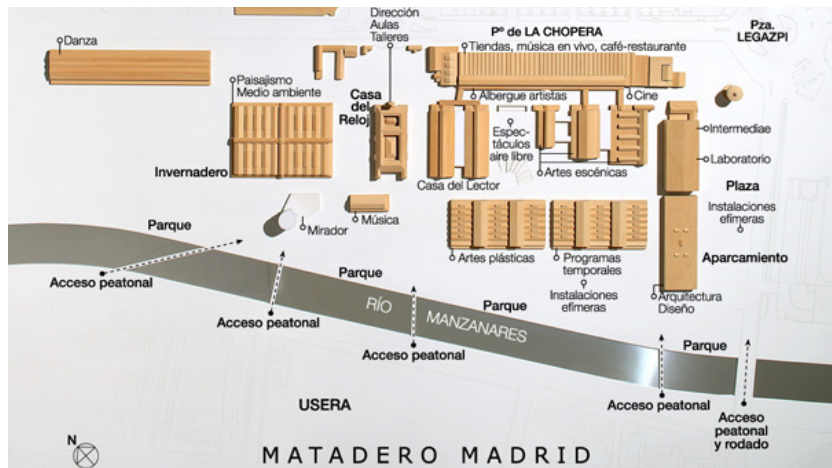 Danza
Dirección
Aulas
Talleres
Pº de LA CHOPERA
Tiendas, música en vivo, café-restaurante
Pza.
LEGAZPI
Paisajismo
Medio ambiente
Casa
del
Reloj
Albergue artistas
Cine
Espec-
táculos
aire libre
Intermediae
Laboratorio
Invernadero
Casa del Lector
Artes escénicas
Plaza
Instalaciones
efímeras
Parque
Mirador
Música
Artes plásticas
Programas
temporales
Instalaciones
efímeras
Aparcamiento
Arquitectura
Diseño
Acceso peatonal
Parque
Acceso peatonal
RÍO MANZANARES
Parque
Acceso peatonal
Parque
Acceso peatonal
Acceso
peatonal
y rodado
USERA
N
MATADERO MADRID